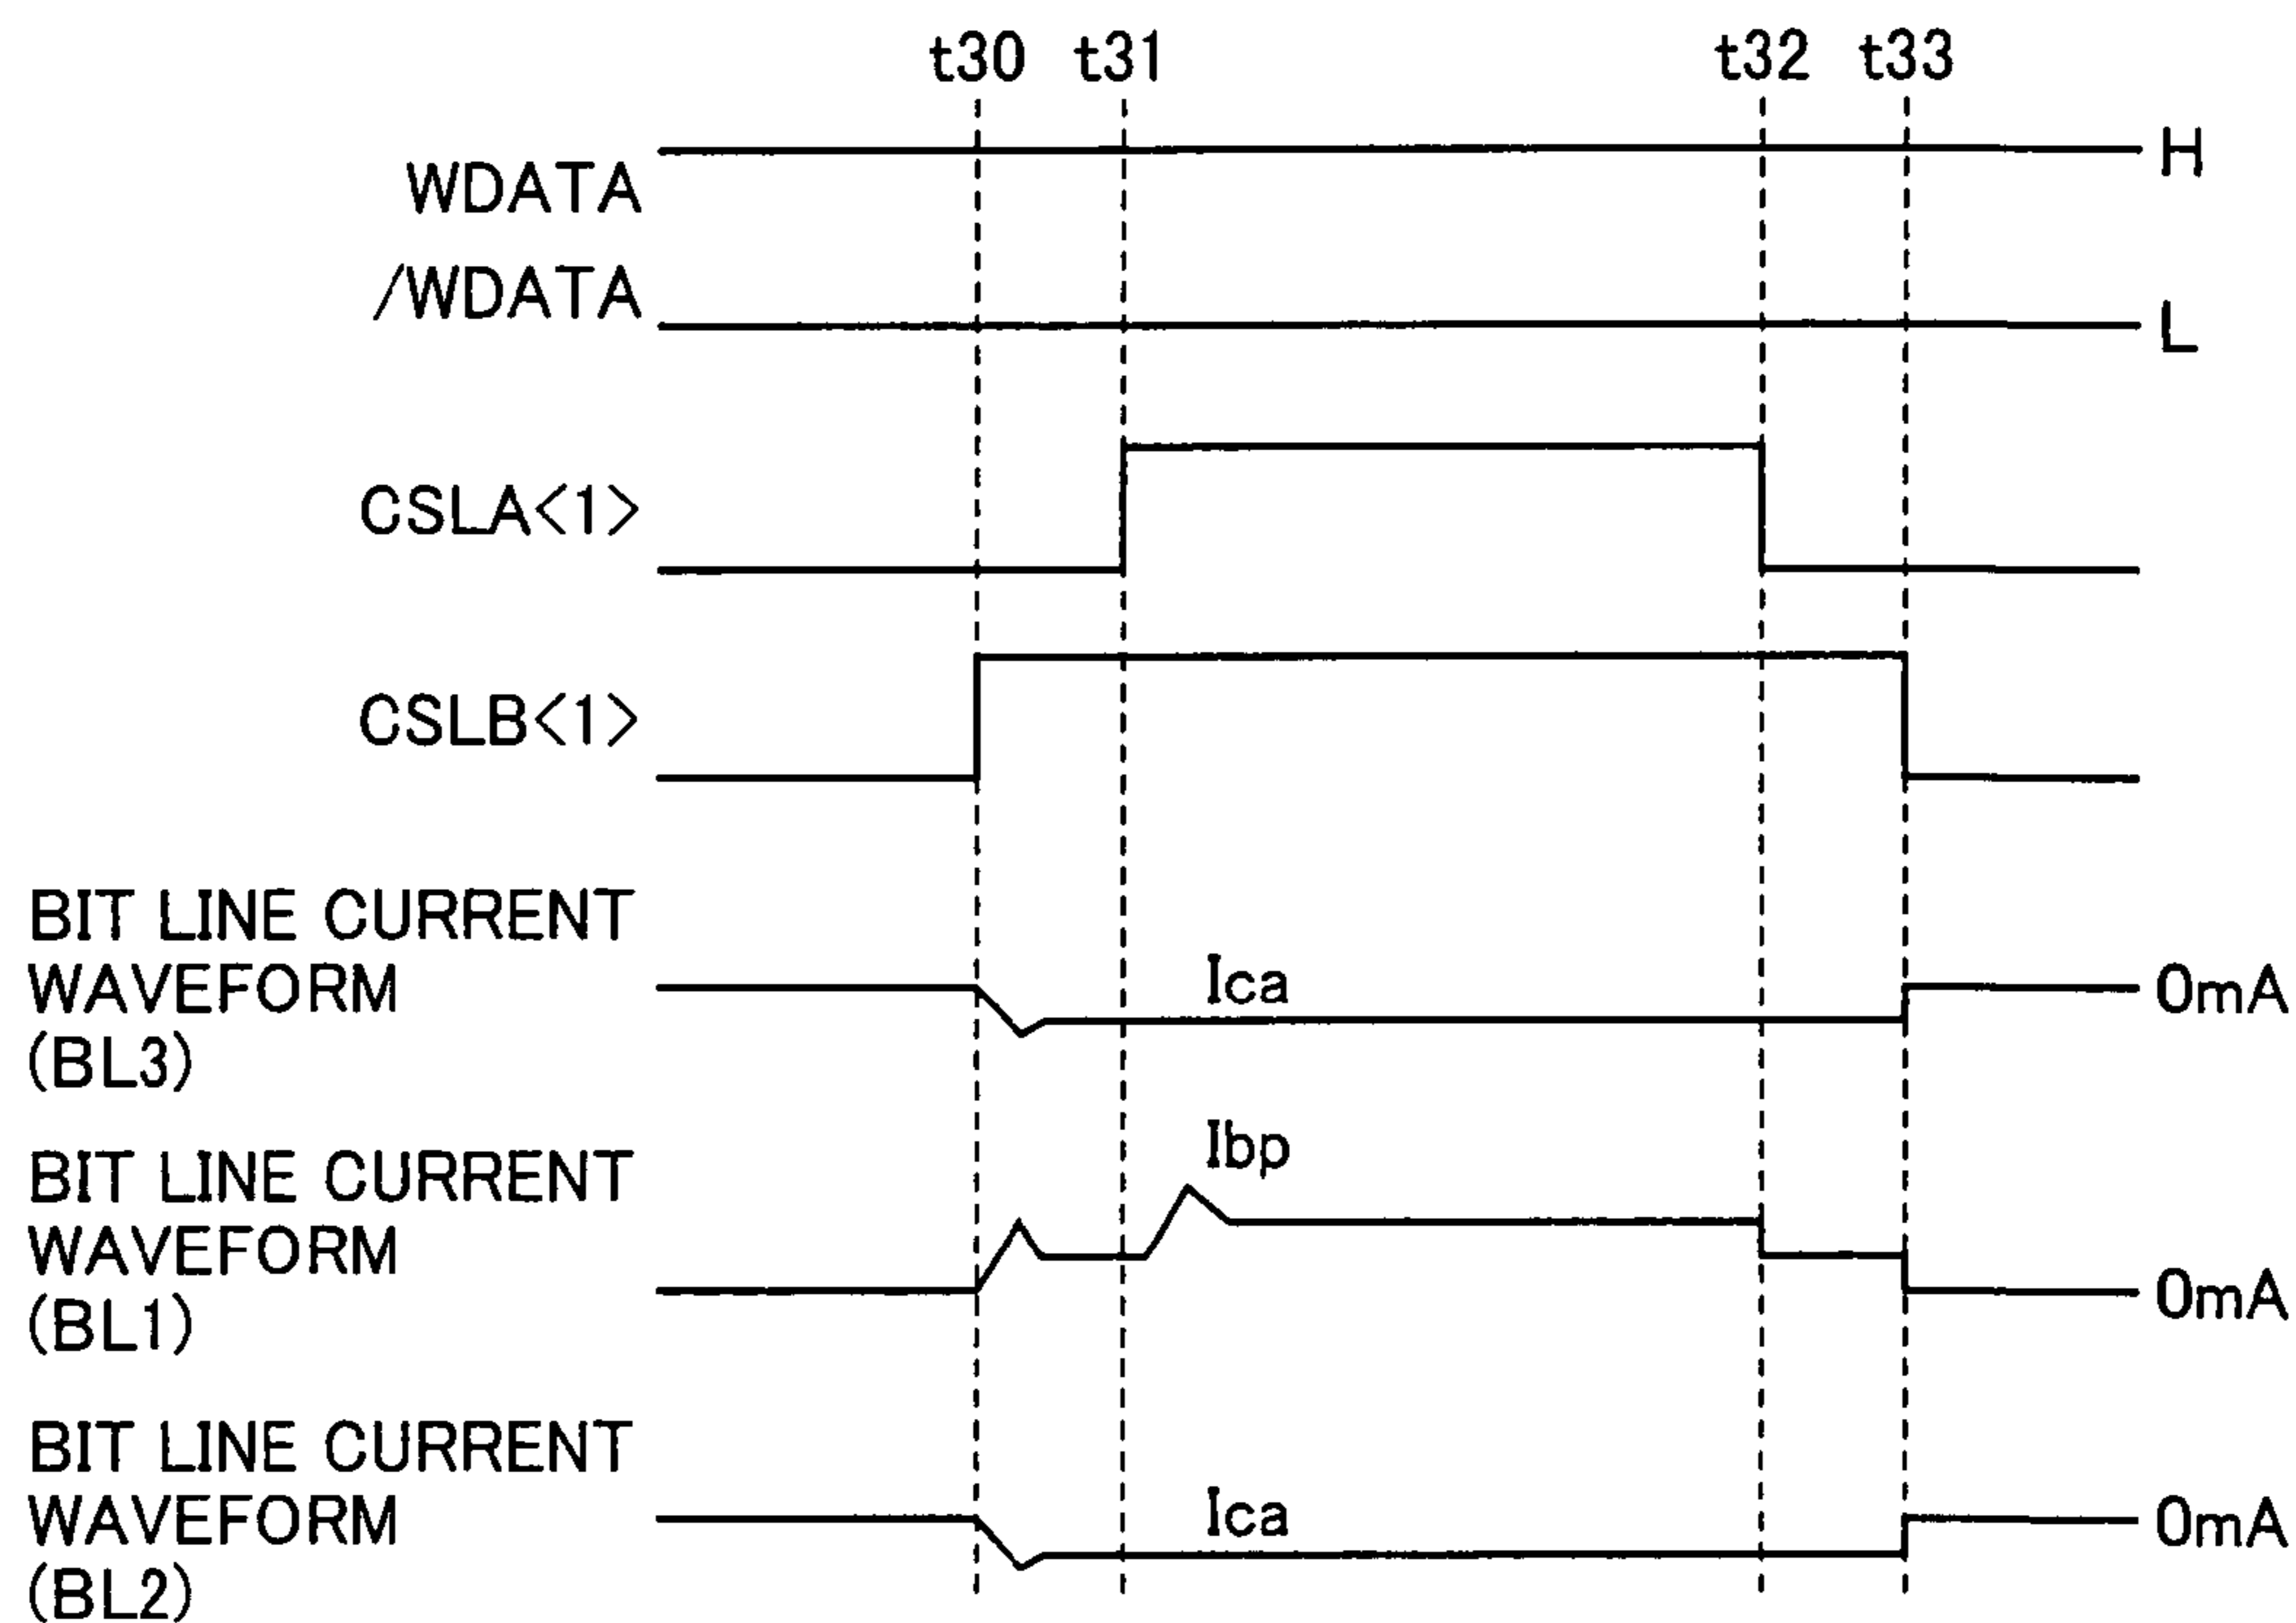 t30 t31 t32 t33
WDATA H
/WDATA
L
CSLA<1>
CSLB<1>
BIT LINE CURRENT
WAVEFORM Ica 0mA
(BL3)
Ibp
BIT LINE CURRENT
WAVEFORM
(BL1) 0mA
BIT LINE CURRENT
WAVEFORM Ica 0mA
(BL2)